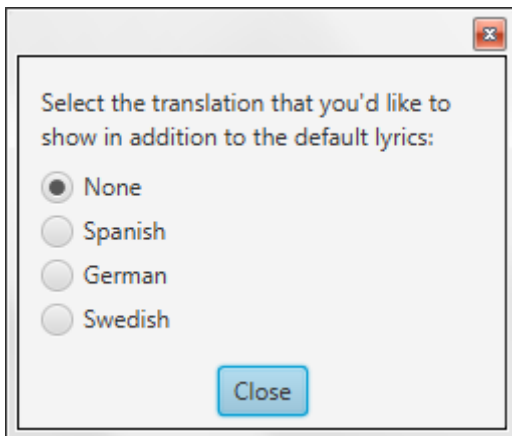 Select the translation that you'd like to
show in addition to the default lyrics:
None
Spanish
German
Swedish
Close